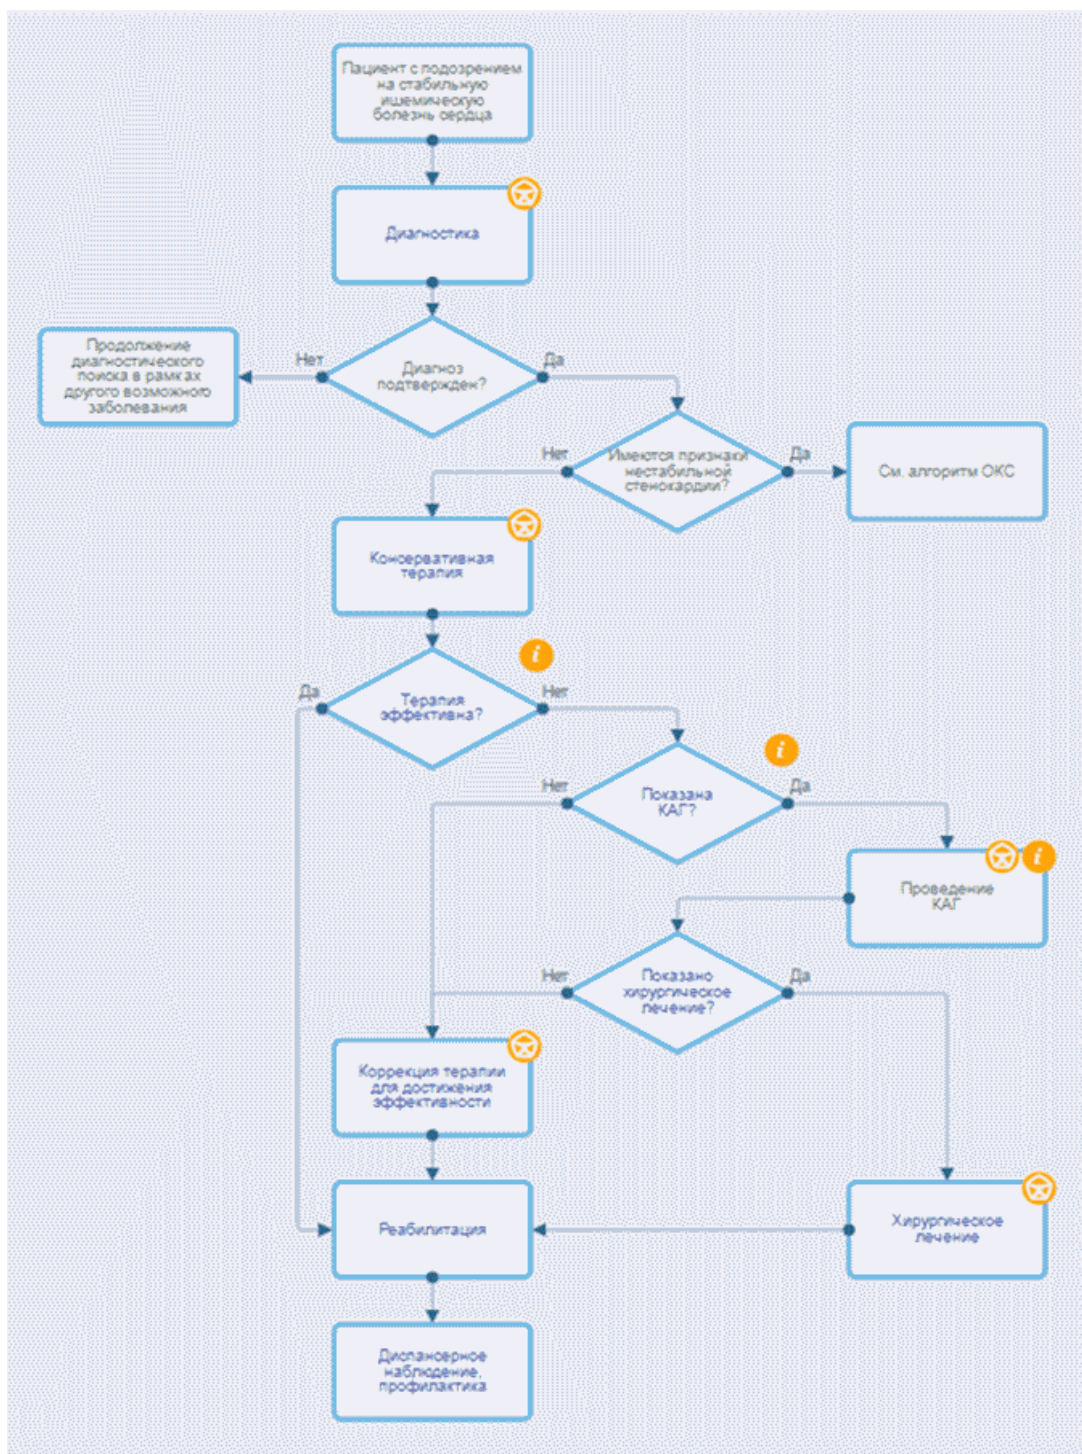 Пациент с подозрением
на стабильную
ишемическую
болезнь сердца
Диагностика
Диагноз
подтвержден?
Нет
Да
Продолжение
диагностического
поиска в рамках
другого возможного
заболевания
Имеются признаки
нестабильной
стенокардии?
Нет
Да
См. алгоритм ОКС
Консервативная
терапия
Терапия
эффективна?
Да
Нет
Показана
КАГ?
Нет
Да
Проведение
КАГ
Показано
хирургическое
лечение?
Нет
Да
Коррекция терапии
для достижения
эффективности
Реабилитация
Хирургическое
лечение
Диспансерное
наблюдение,
профилактика